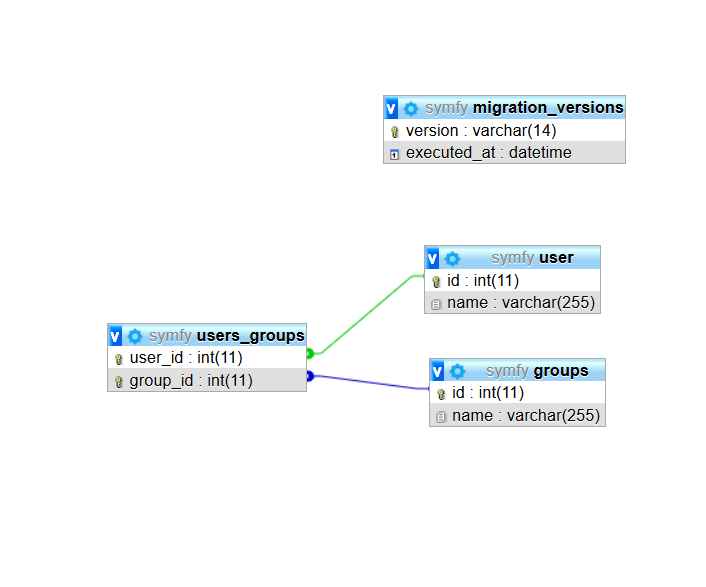 v symfy migration_versions
version : varchar(14)
executed_at : datetime
v symfy user
id : int(11)
name : varchar(255)
v symfy users_groups
user_id : int(11)
group_id : int(11)
v symfy groups
id : int(11)
name : varchar(255)